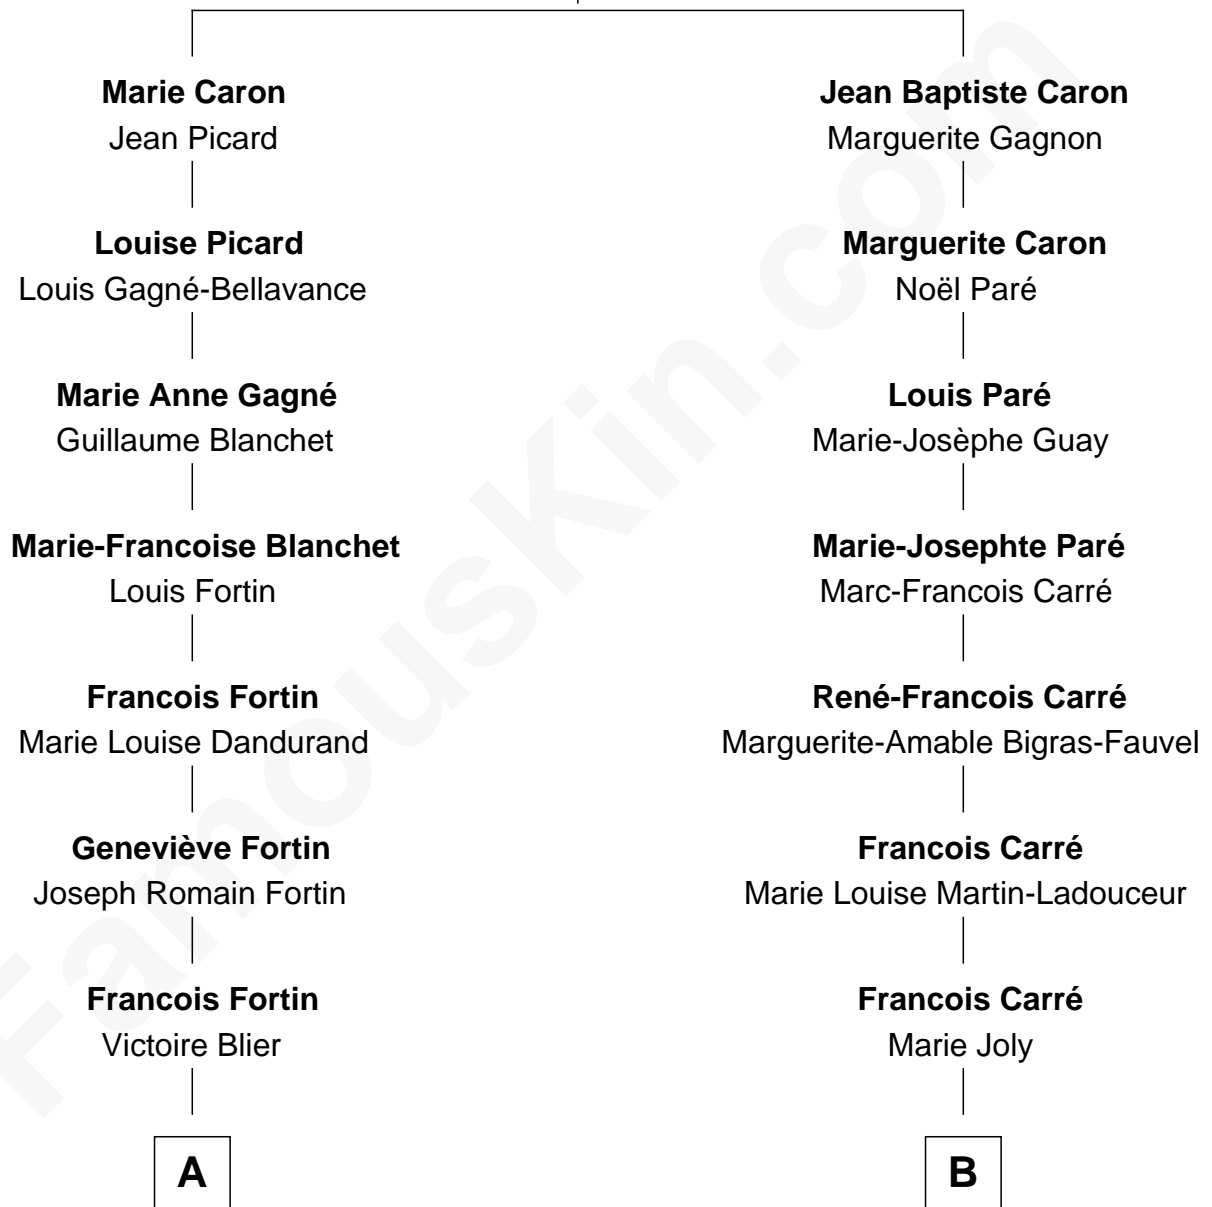 Marie Caron
Jean Picard
Louise Picard
Louis Gagné-Bellavance
Marie Anne Gagné
Guillaume Blanchet
Marie-Francoise Blanchet
Louis Fortin
Francois Fortin
Marie Louise Dandurand
Geneviève Fortin
Joseph Romain Fortin
Francois Fortin
Victoire Blier
A
Jean Baptiste Caron
Marguerite Gagnon
Marguerite Caron
Noël Paré
Louis Paré
Marie-Josèphe Guay
Marie-Josephte Paré
Marc-Francois Carré
René-Francois Carré
Marguerite-Amable Bigras-Fauvel
Francois Carré
Marie Louise Martin-Ladouceur
Francois Carré
Marie Joly
B
FamousKin.com